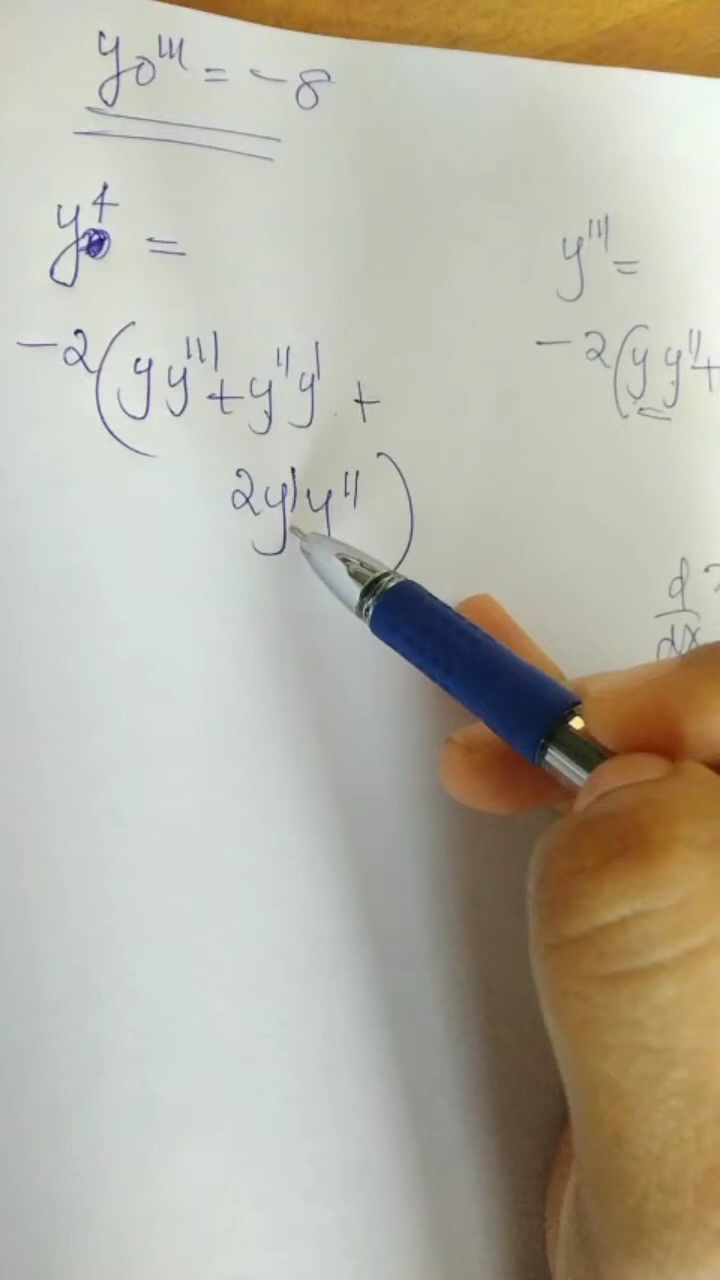 y₀''' = -8
y⁴ =
-2(yy''' + y''y' +
2y'y'')
y''' =
-2(yy'' +
d
dx